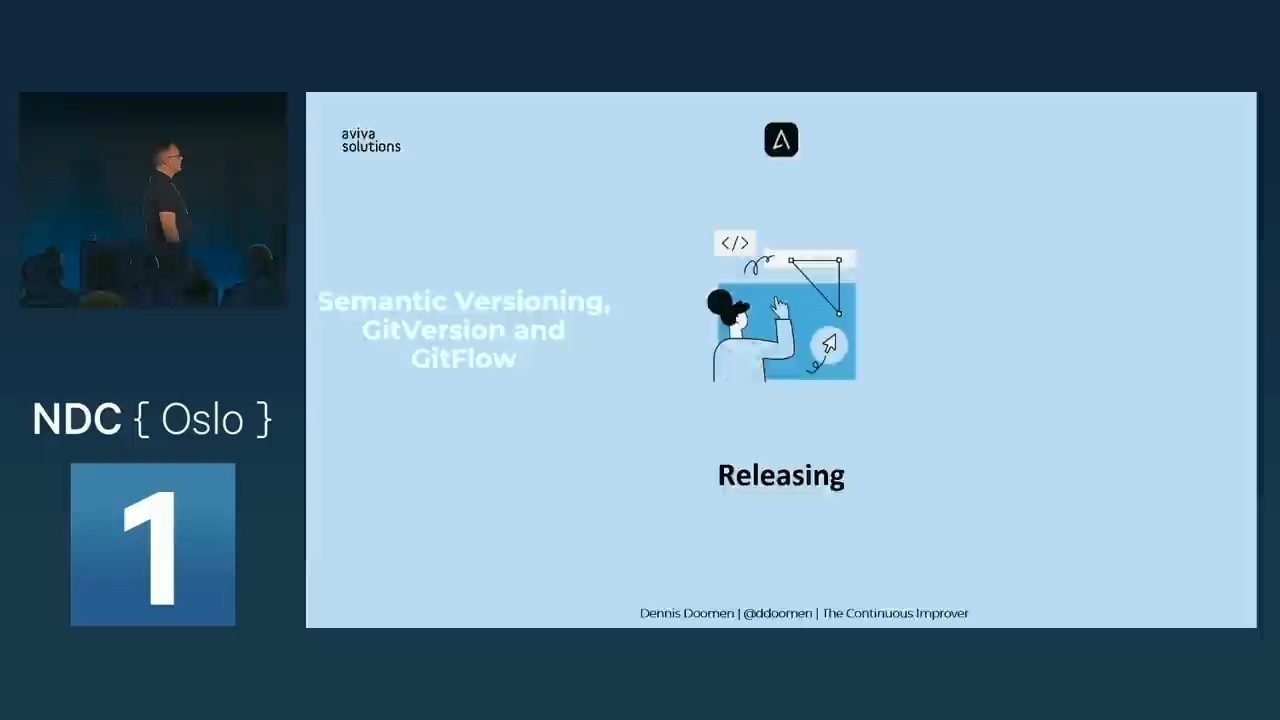 aviva
solutions
</>
Semantic Versioning,
GitVersion and
GitFlow
NDC { Oslo }
1
Releasing
Dennis Doomen | @ddoomen | The Continuous Improver